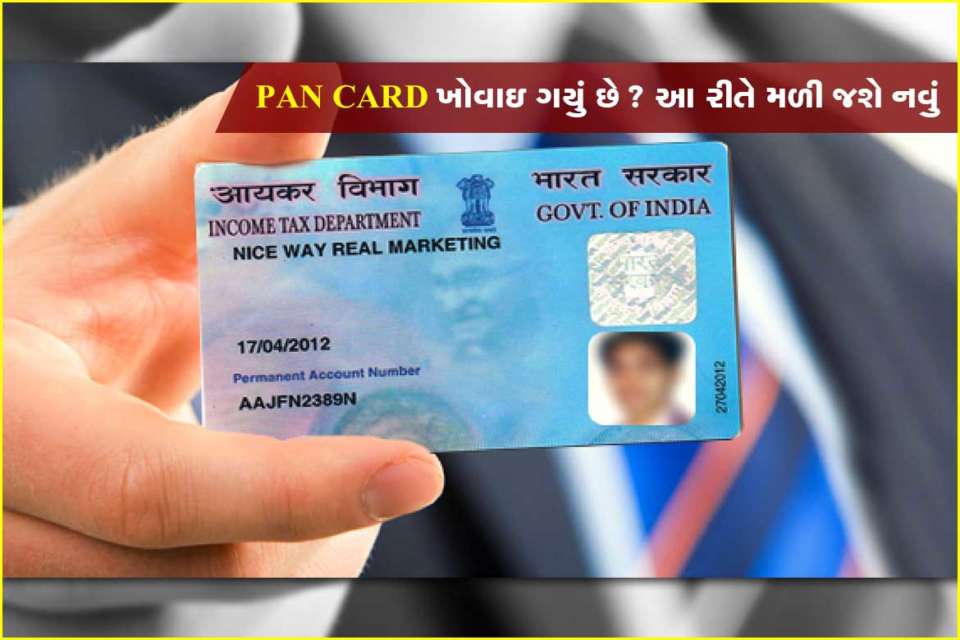 PAN CARD ખોવાઇ ગયું છે ? આ રીતે મળી જશે નવું
आयकर विभाग
INCOME TAX DEPARTMENT
भारत सरकार
GOVT. OF INDIA
NICE WAY REAL MARKETING
17/04/2012
Permanent Account Number
AAJFN2389N
27042012